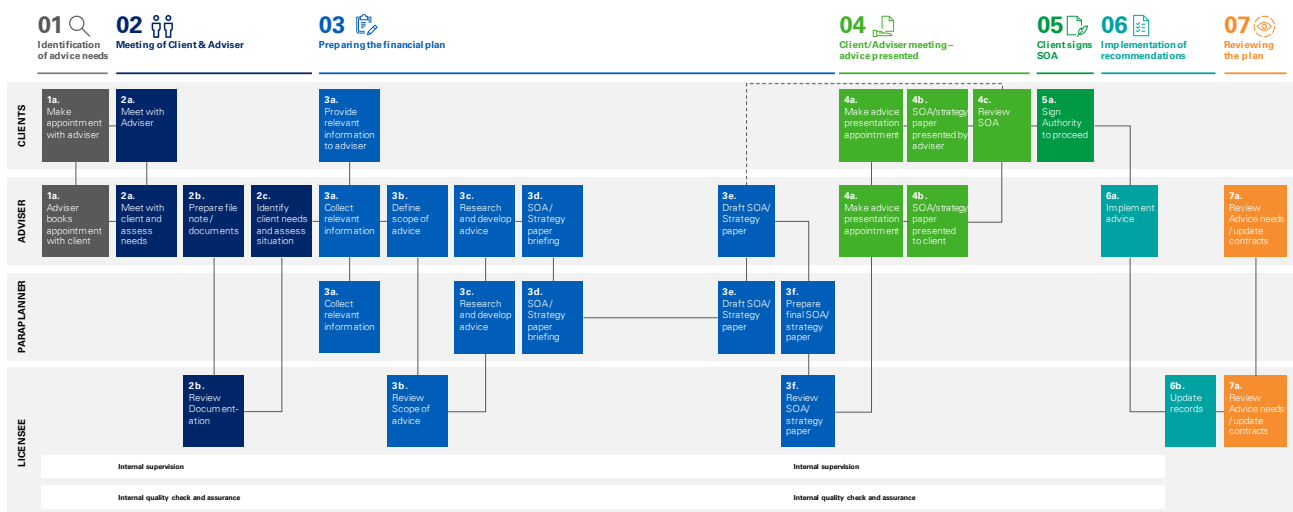 01
Identification
of advice needs
02
Meeting of Client & Adviser
03
Preparing the financial plan
04
Client/Adviser meeting –
advice presented
05
Client signs
SOA
06
Implementation of
recommendations
07
Reviewing
the plan
CLIENTS
1a.
Make
appointment
with adviser
2a.
Meet with
Adviser
3a.
Provide
relevant
information
to adviser
4a.
Make advice
presentation
appointment
4b.
SOA/strategy
paper
presented by
adviser
4c.
Review
SOA
5a.
Sign
Authority
to proceed
ADVISER
1a.
Adviser
books
appointment
with client
2a.
Meet with
client and
assess
needs
2b.
Prepare file
note /
documents
2c.
Identify
client needs
and assess
situation
3a.
Collect
relevant
information
3b.
Define
scope of
advice
3c.
Research
and develop
advice
3d.
SOA /
Strategy
paper
briefing
3e.
Draft SOA/
Strategy
paper
4a.
Make advice
presentation
appointment
4b.
SOA/strategy
paper
presented
to client
6a.
Implement
advice
7a.
Review
Advice needs
/ update
contracts
PARAPLANNER
3a.
Collect
relevant
information
3c.
Research
and develop
advice
3d.
SOA /
Strategy
paper
briefing
3e.
Draft SOA/
Strategy
paper
3f.
Prepare
final SOA/
strategy
paper
LICENSEE
2b.
Review
Document-
ation
3b.
Review
Scope of
advice
3f.
Review
SOA/
strategy
paper
6b.
Update
records
7a.
Review
Advice needs
/ update
contracts
Internal supervision
Internal supervision
Internal quality check and assurance
Internal quality check and assurance